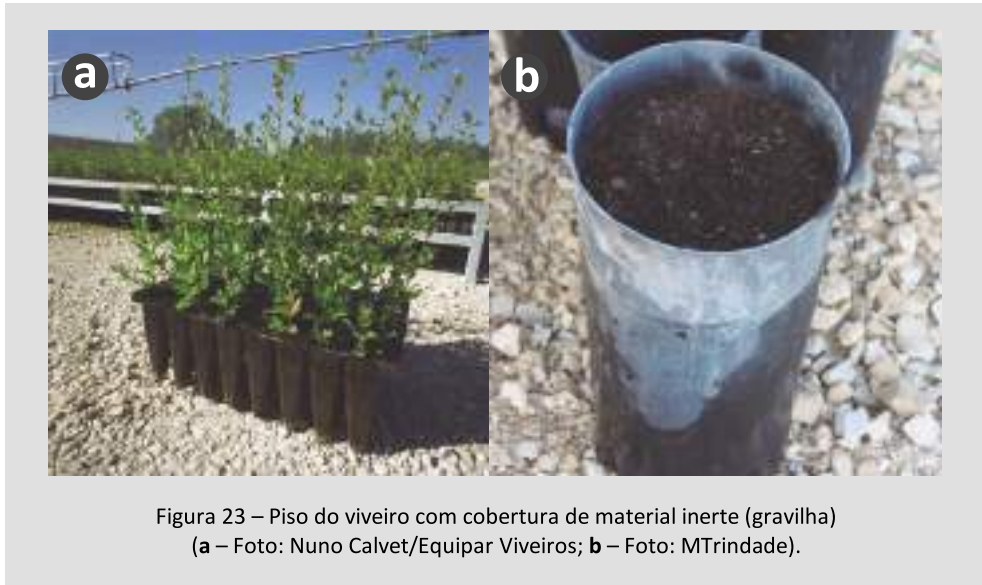 a
b
Figura 23 – Piso do viveiro com cobertura de material inerte (gravilha)
(a – Foto: Nuno Calvet/Equipar Viveiros; b – Foto: MTrindade).